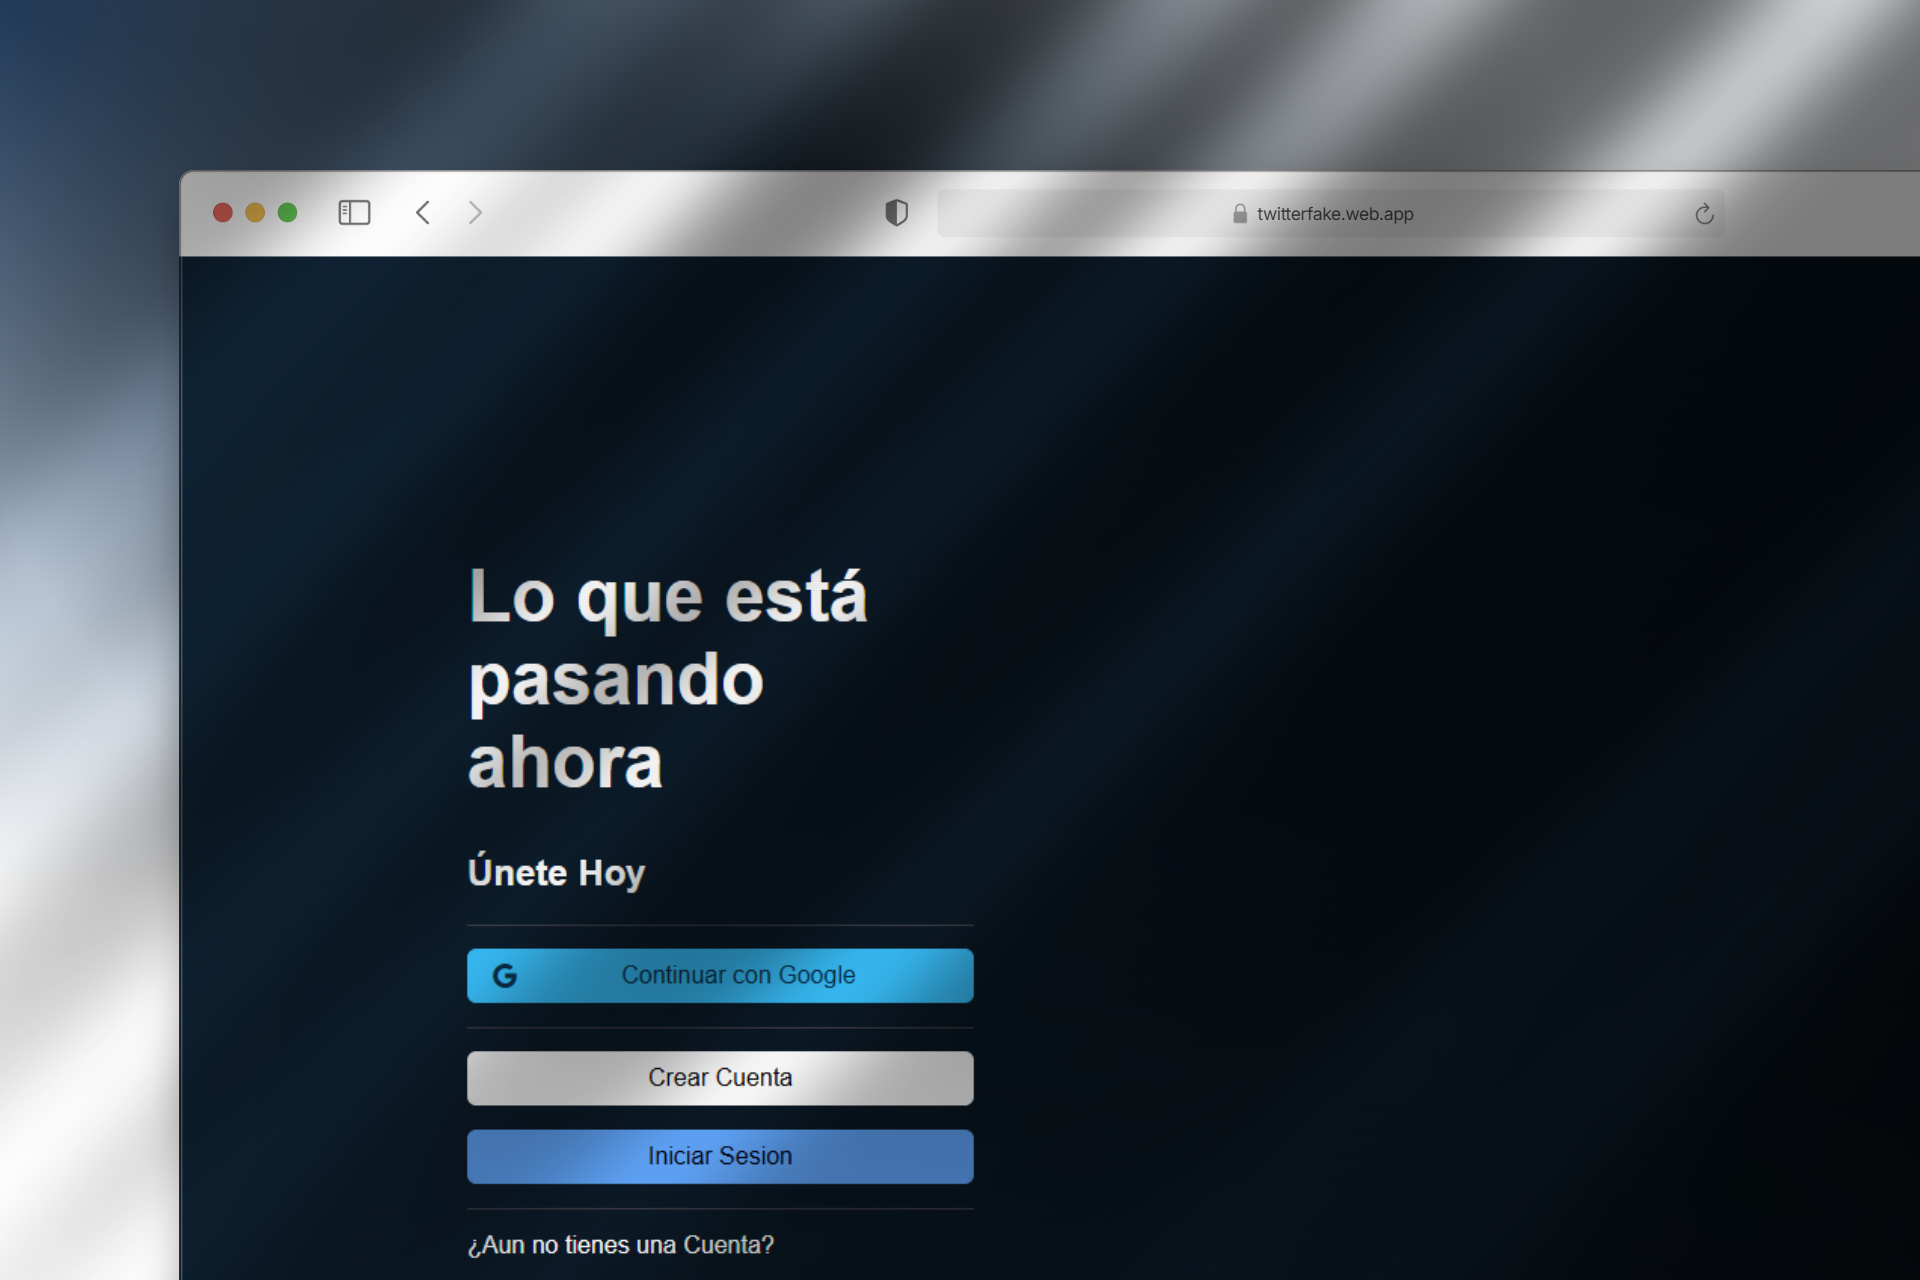 twitterfake.web.app
Lo que está
pasando
ahora
Únete Hoy
G Continuar con Google
Crear Cuenta
Iniciar Sesion
¿Aun no tienes una Cuenta?